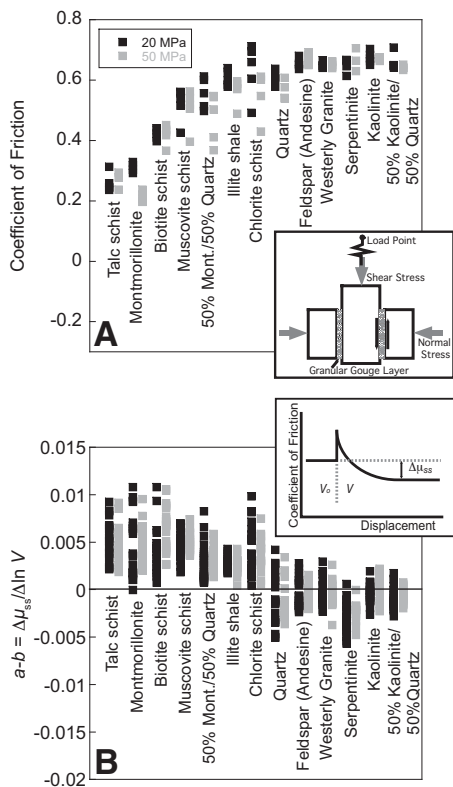 20 MPa
50 MPa
0.8
0.6
0.4
0.2
0
-0.2
Coefficient of Friction
Talc schist
Montmorillonite
Biotite schist
Muscovite schist
50% Mont./50% Quartz
Illite shale
Chlorite schist
Quartz
Feldspar (Andesine)
Westerly Granite
Serpentinite
Kaolinite
50% Kaolinite/
50% Quartz
A
Load Point
Shear Stress
Normal
Stress
Granular Gouge Layer
Coefficient of Friction
Δμss
Vo
V
Displacement
0.015
0.01
0.005
0
-0.005
-0.01
-0.015
-0.02
a-b = Δμss/Δln V
Talc schist
Montmorillonite
Biotite schist
Muscovite schist
50% Mont./50% Quartz
Illite shale
Chlorite schist
Quartz
Feldspar (Andesine)
Westerly Granite
Serpentinite
Kaolinite
50% Kaolinite/
50%Quartz
B